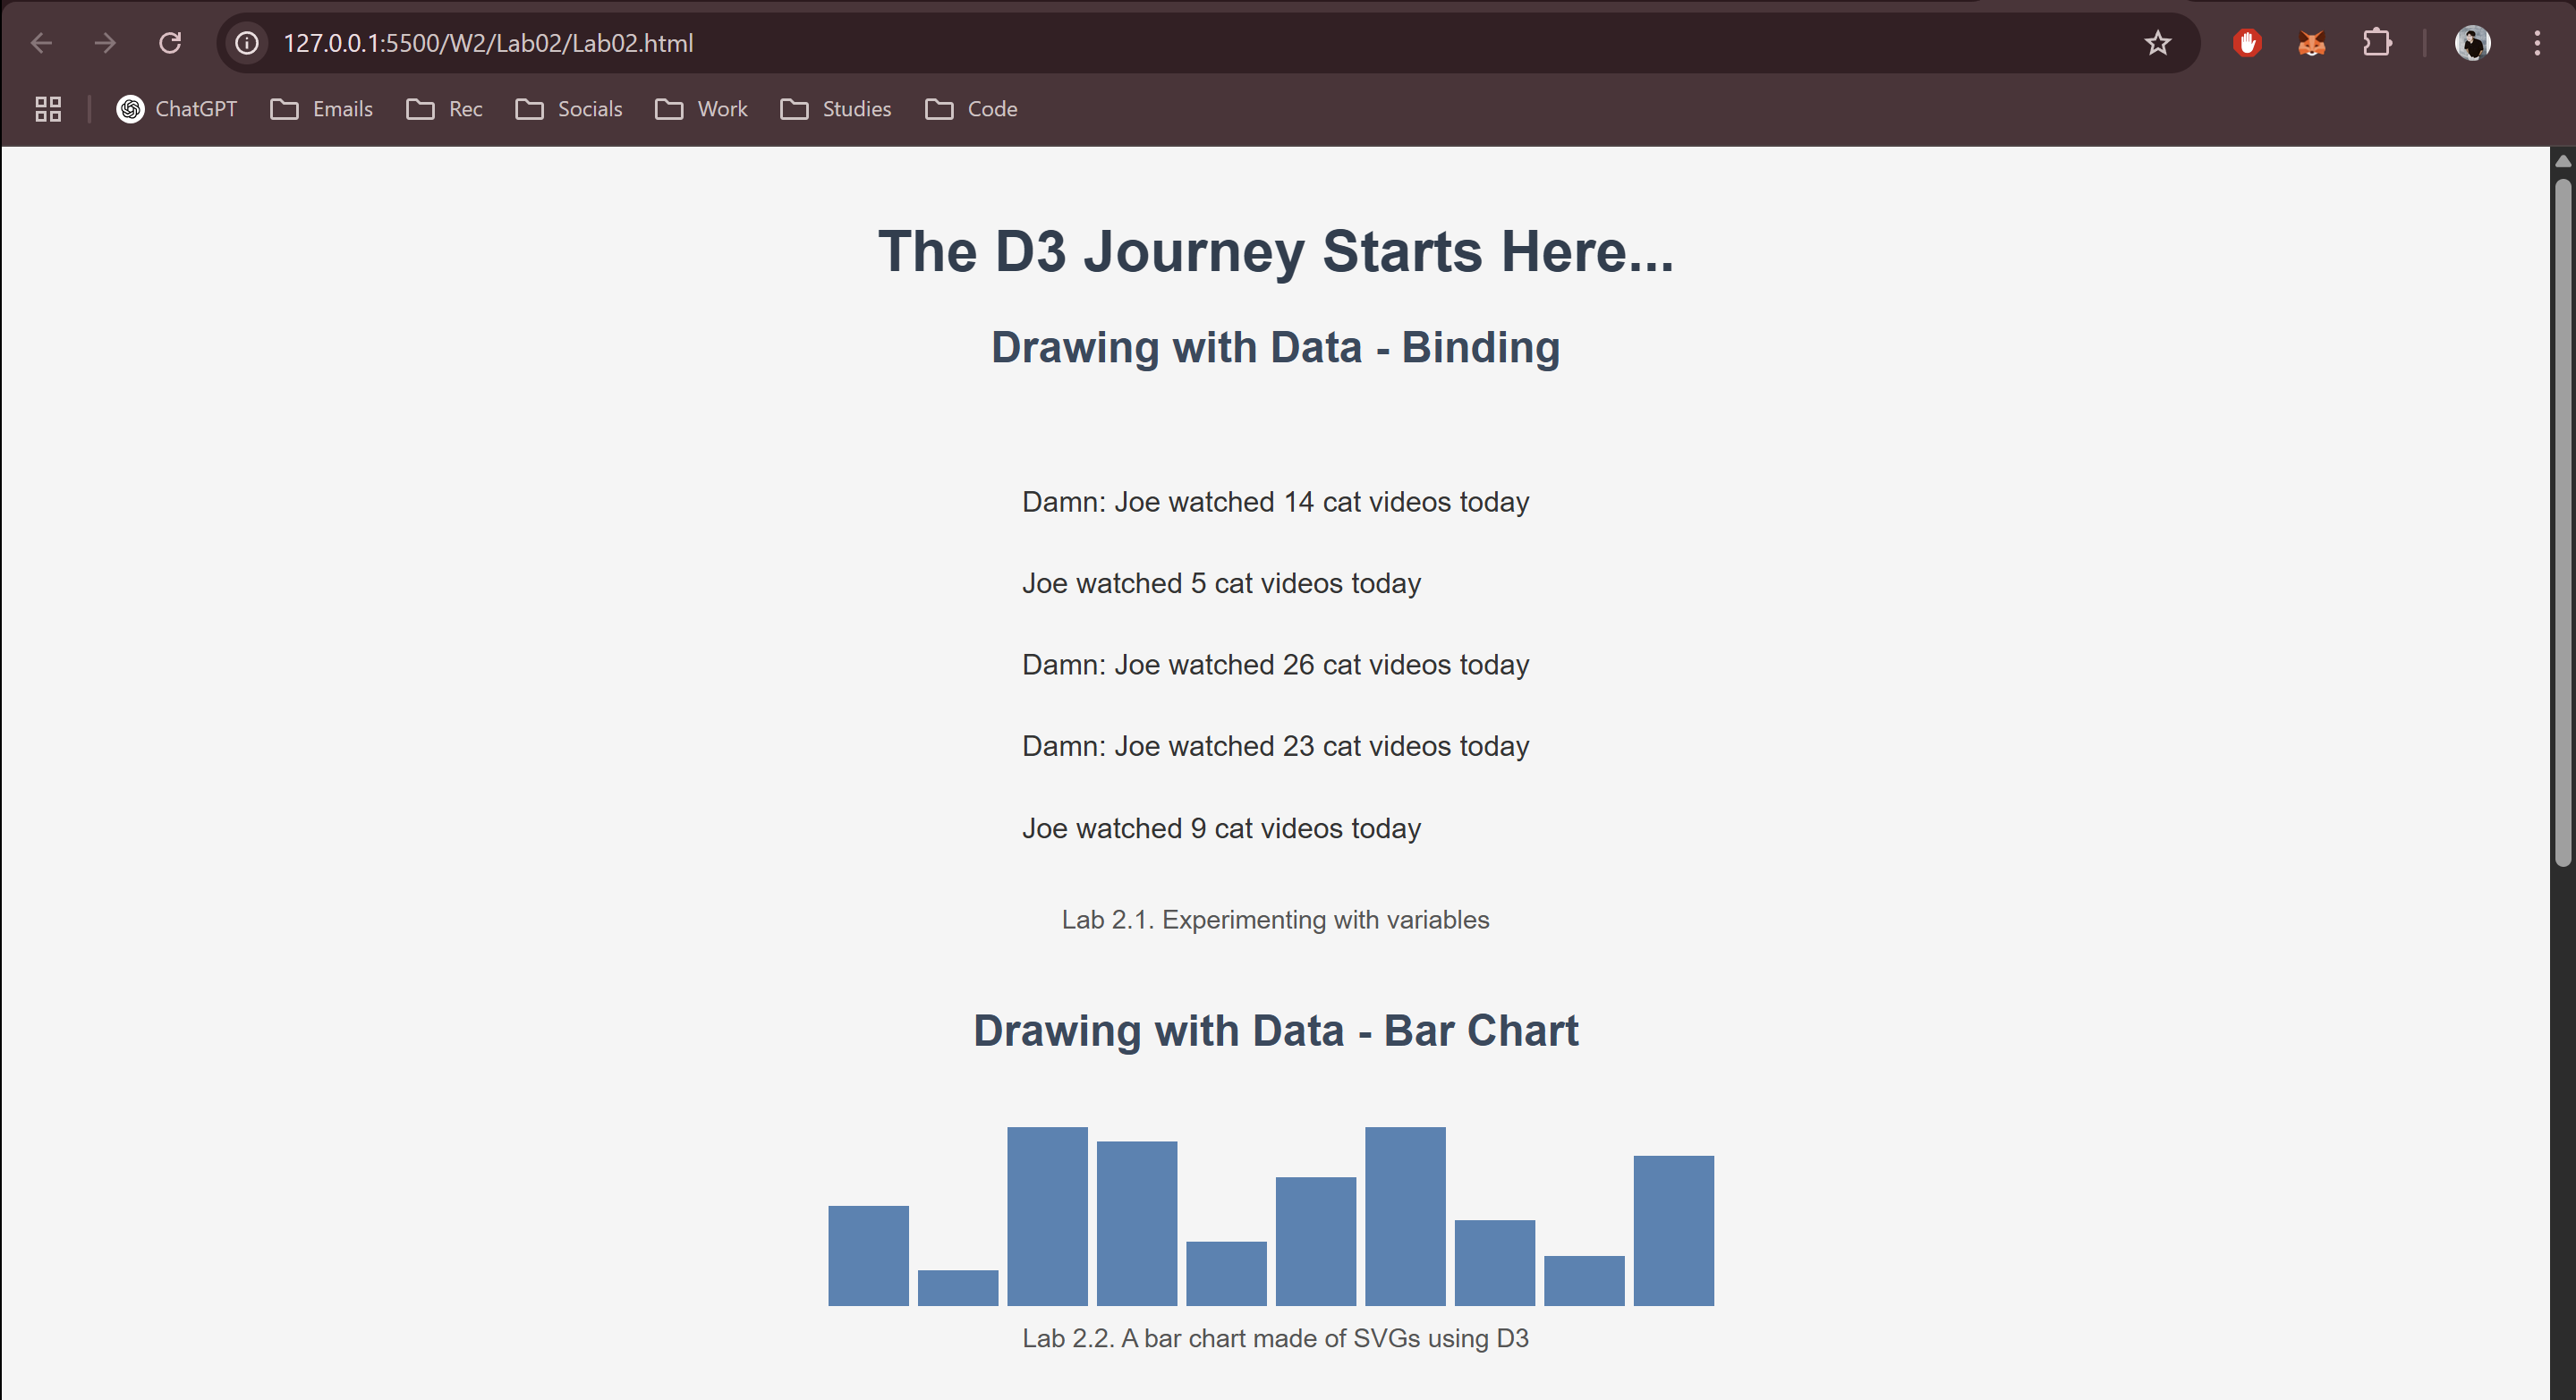 127.0.0.1:5500/W2/Lab02/Lab02.html
ChatGPT Emails Rec Socials Work Studies Code
The D3 Journey Starts Here...
Drawing with Data - Binding
Damn: Joe watched 14 cat videos today
Joe watched 5 cat videos today
Damn: Joe watched 26 cat videos today
Damn: Joe watched 23 cat videos today
Joe watched 9 cat videos today
Lab 2.1. Experimenting with variables
Drawing with Data - Bar Chart
Lab 2.2. A bar chart made of SVGs using D3